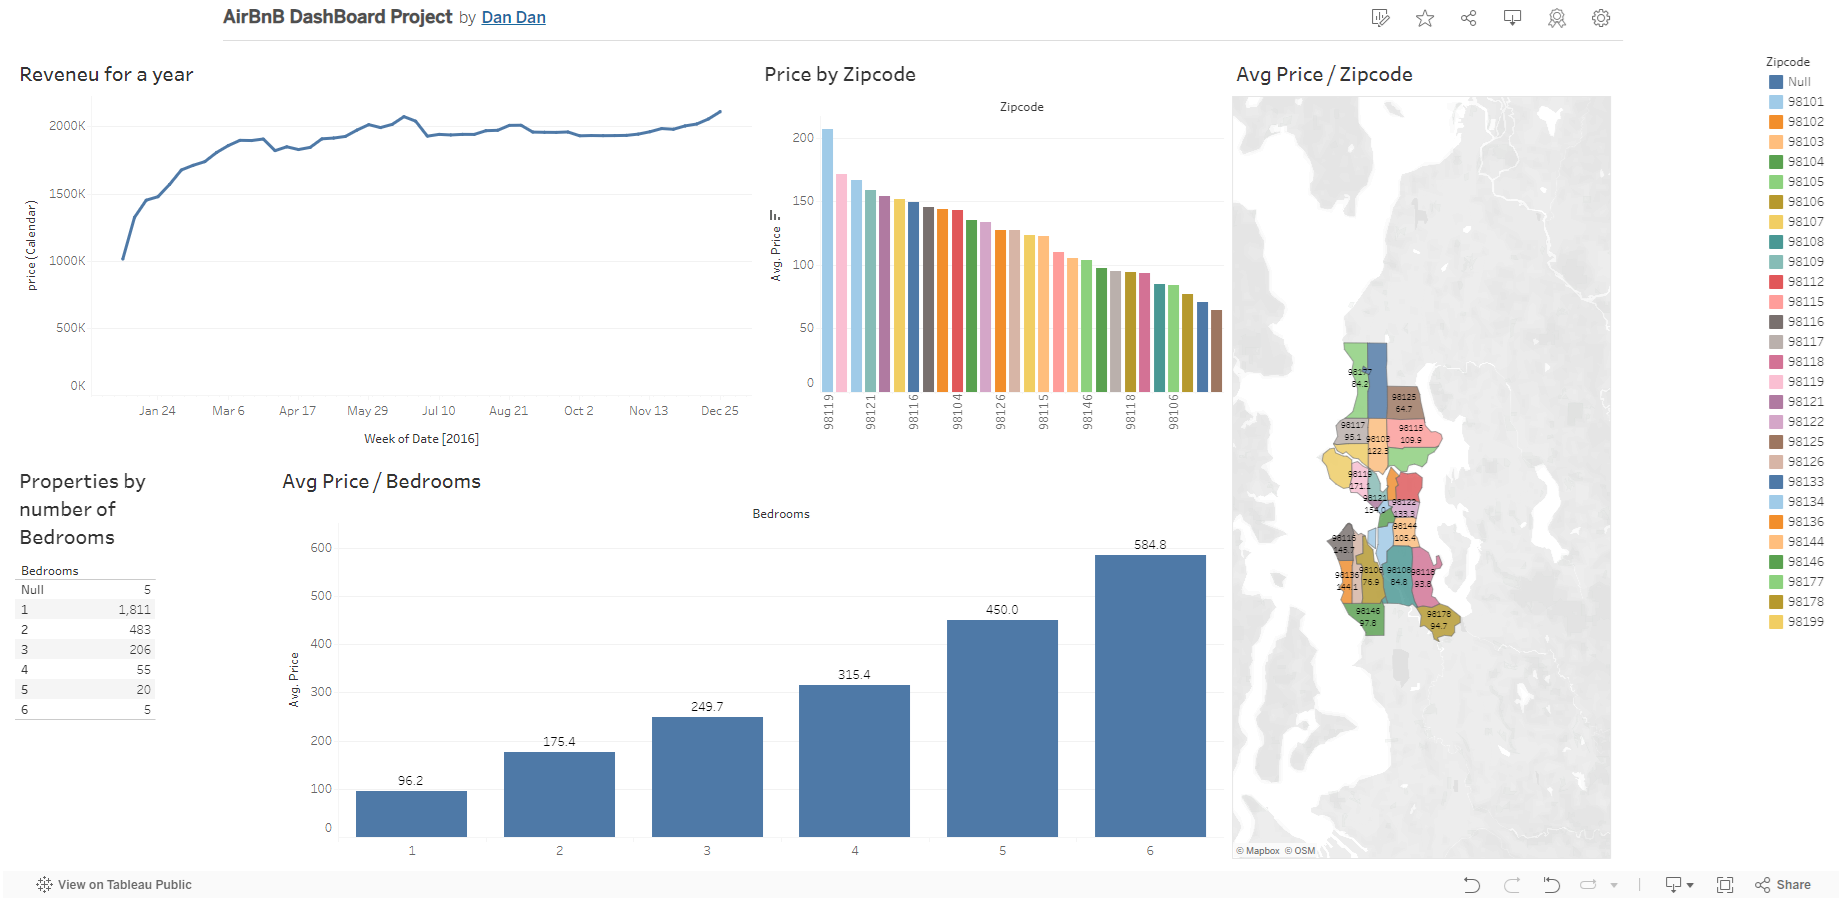 AirBnB DashBoard Project by Dan Dan
Reveneu for a year
price (Calendar)
2000K
1500K
1000K
500K
0K
Jan 24 Mar 6 Apr 17 May 29 Jul 10 Aug 21 Oct 2 Nov 13 Dec 25
Week of Date [2016]
Price by Zipcode
Zipcode
Avg. Price
200
150
100
50
0
98119 98121 98116 98104 98126 98115 98146 98118 98106
Avg Price / Zipcode
98177
84.2
98125
64.7
98117
95.1
98103
122.3
98115
109.9
98119
171.1
98121
154.0
98122
133.3
98144
105.4
98116
145.7
98136
144.1
98106
76.9
98108
84.8
98118
93.6
98146
97.8
98178
94.7
© Mapbox © OSM
Zipcode
Null
98101
98102
98103
98104
98105
98106
98107
98108
98109
98112
98115
98116
98117
98118
98119
98121
98122
98125
98126
98133
98134
98136
98144
98146
98177
98178
98199
Properties by
number of
Bedrooms
Bedrooms
Null 5
1 1,811
2 483
3 206
4 55
5 20
6 5
Avg Price / Bedrooms
Bedrooms
Avg. Price
600
500
400
300
200
100
0
96.2
175.4
249.7
315.4
450.0
584.8
1 2 3 4 5 6
View on Tableau Public
Share